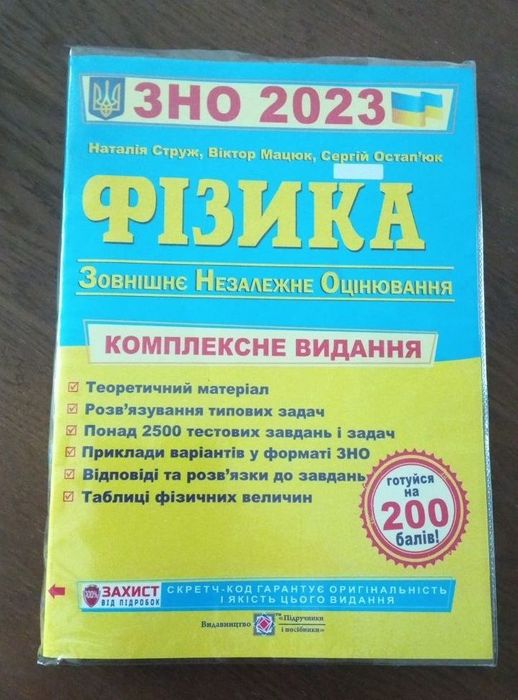 ЗНО 2023
Наталія Струж, Віктор Мацюк, Сергій Остап'юк
ФІЗИКА
Зовнішнє Незалежне Оцінювання
КОМПЛЕКСНЕ ВИДАННЯ
Теоретичний матеріал
Розв'язування типових задач
Понад 2500 тестових завдань і задач
Приклади варіантів у форматі ЗНО
Відповіді та розв'язки до завдань
Таблиці фізичних величин
готуйся
на
200
балів!
100%
ЗАХИСТ
ВІД ПІДРОБОК
СКРЕТЧ-КОД ГАРАНТУЄ ОРИГІНАЛЬНІСТЬ
І ЯКІСТЬ ЦЬОГО ВИДАННЯ
Видавництво
«Підручники
і посібники»